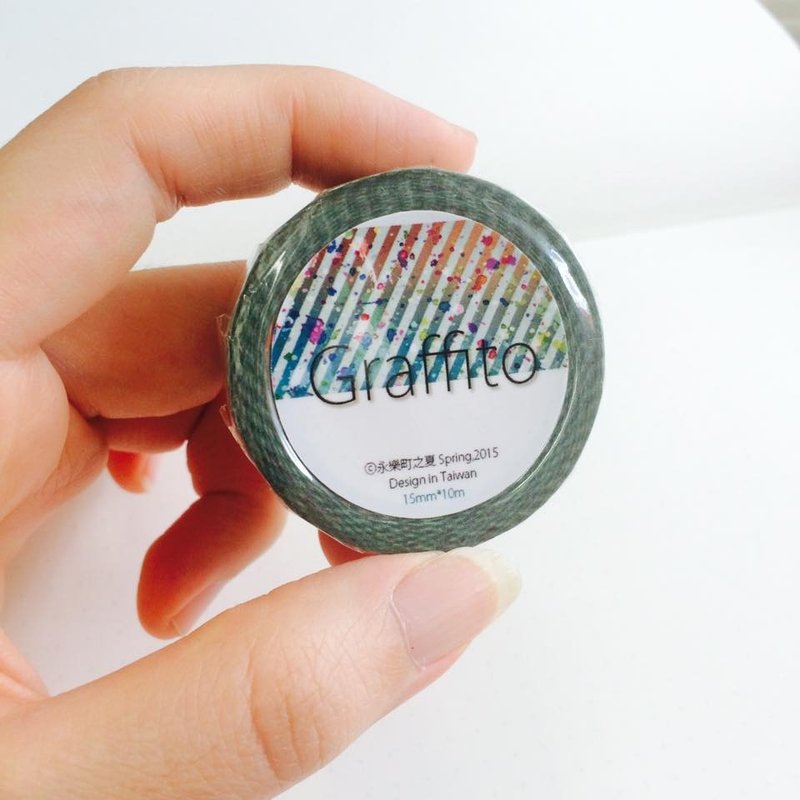 Graffito
©永樂町之夏 Spring,2015
Design in Taiwan
15mm*10m